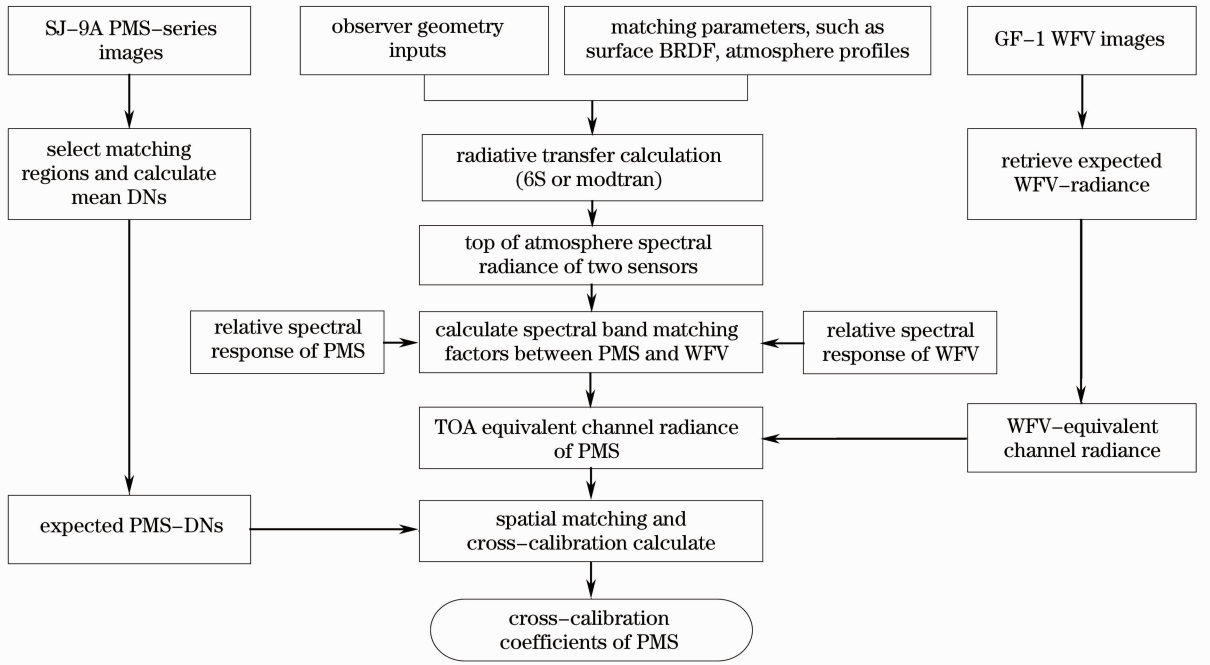 SJ-9A PMS-series
images
observer geometry
inputs
matching parameters, such as
surface BRDF, atmosphere profiles
GF-1 WFV images
select matching
regions and calculate
mean DNs
radiative transfer calculation
(6S or modtran)
retrieve expected
WFV-radiance
top of atmosphere spectral
radiance of two sensors
relative spectral
response of PMS
calculate spectral band matching
factors between PMS and WFV
relative spectral
response of WFV
TOA equivalent channel radiance
of PMS
WFV-equivalent
channel radiance
expected PMS-DNs
spatial matching and
cross-calibration calculate
cross-calibration
coefficients of PMS